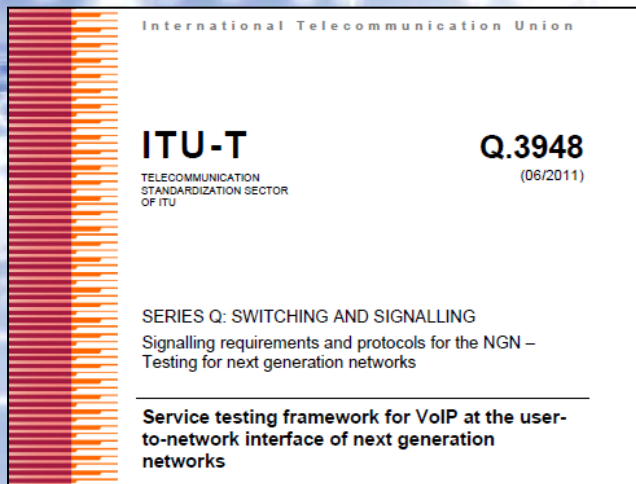 International Telecommunication Union
ITU-T
Q.3948
TELECOMMUNICATION
STANDARDIZATION SECTOR
OF ITU
(06/2011)
SERIES Q: SWITCHING AND SIGNALLING
Signalling requirements and protocols for the NGN –
Testing for next generation networks
Service testing framework for VoIP at the user-
to-network interface of next generation
networks